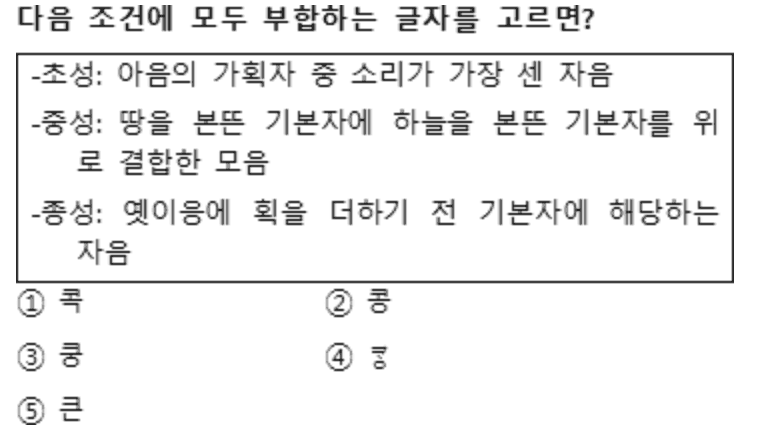 다음 조건에 모두 부합하는 글자를 고르면?
-초성: 아음의 가획자 중 소리가 가장 센 자음
-중성: 땅을 본뜬 기본자에 하늘을 본뜬 기본자를 위
로 결합한 모음
-종성: 옛이응에 획을 더하기 전 기본자에 해당하는
자음
① 콕 ② 콩
③ 쿵 ④
⑤ 큰